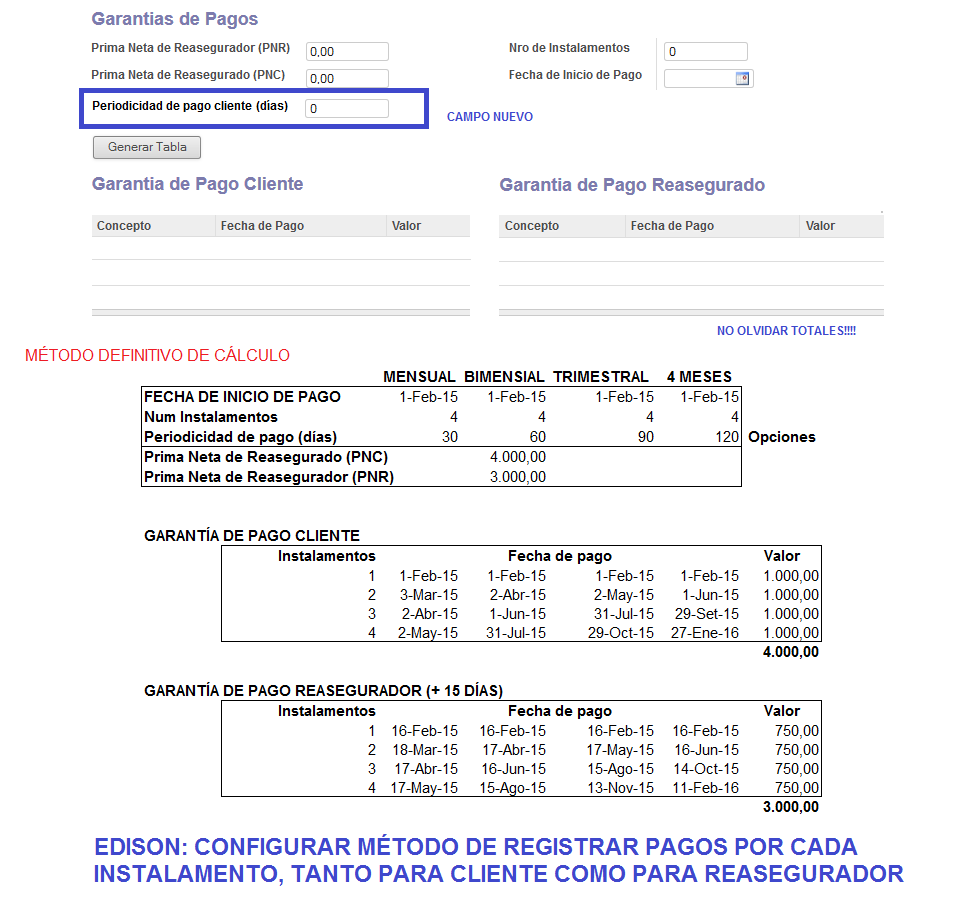 Garantias de Pagos
Prima Neta de Reasegurador (PNR) 0,00 Nro de Instalamentos 0
Prima Neta de Reasegurado (PNC) 0,00 Fecha de Inicio de Pago
Periodicidad de pago cliente (días) 0
CAMPO NUEVO
Generar Tabla
Garantia de Pago Cliente Garantia de Pago Reasegurado
Concepto Fecha de Pago Valor Concepto Fecha de Pago Valor
NO OLVIDAR TOTALES!!!!
MÉTODO DEFINITIVO DE CÁLCULO
MENSUAL BIMENSIAL TRIMESTRAL 4 MESES
FECHA DE INICIO DE PAGO 1-Feb-15 1-Feb-15 1-Feb-15 1-Feb-15
Num Instalamentos 4 4 4 4
Periodicidad de pago (días) 30 60 90 120 Opciones
Prima Neta de Reasegurado (PNC) 4.000,00
Prima Neta de Reasegurador (PNR) 3.000,00
GARANTÍA DE PAGO CLIENTE
Instalamentos Fecha de pago Valor
1 1-Feb-15 1-Feb-15 1-Feb-15 1-Feb-15 1.000,00
2 3-Mar-15 2-Abr-15 2-May-15 1-Jun-15 1.000,00
3 2-Abr-15 1-Jun-15 31-Jul-15 29-Set-15 1.000,00
4 2-May-15 31-Jul-15 29-Oct-15 27-Ene-16 1.000,00
4.000,00
GARANTÍA DE PAGO REASEGURADOR (+ 15 DÍAS)
Instalamentos Fecha de pago Valor
1 16-Feb-15 16-Feb-15 16-Feb-15 16-Feb-15 750,00
2 18-Mar-15 17-Abr-15 17-May-15 16-Jun-15 750,00
3 17-Abr-15 16-Jun-15 15-Ago-15 14-Oct-15 750,00
4 17-May-15 15-Ago-15 13-Nov-15 11-Feb-16 750,00
3.000,00
EDISON: CONFIGURAR MÉTODO DE REGISTRAR PAGOS POR CADA
INSTALAMENTO, TANTO PARA CLIENTE COMO PARA REASEGURADOR